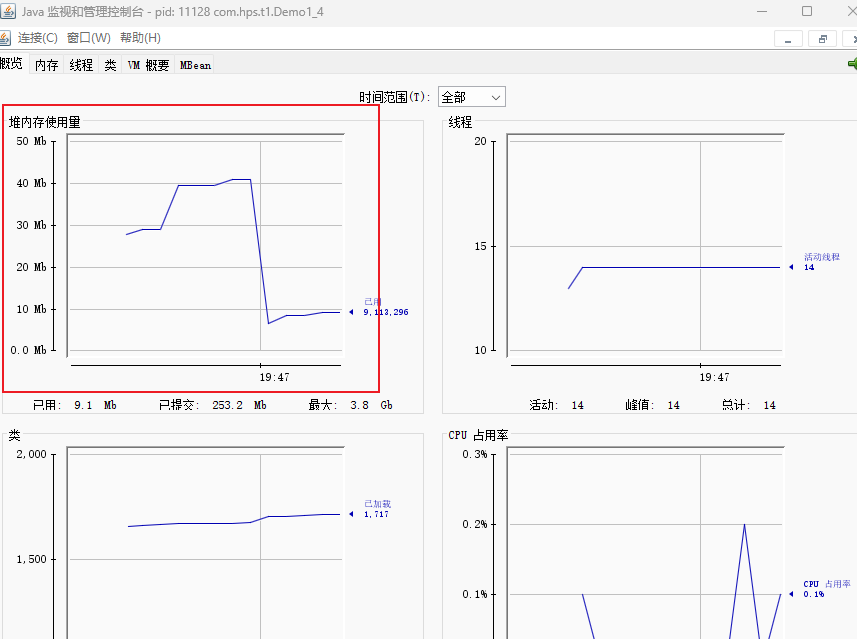 Java 监视和管理控制台 - pid: 11128 com.hps.t1.Demo1_4
连接(C) 窗口(W) 帮助(H)
概览 内存 线程 类 VM 概要 MBean
时间范围(T): 全部
堆内存使用量
50 Mb
40 Mb
30 Mb
20 Mb
10 Mb
0.0 Mb
已用
9,113,296
19:47
已用: 9.1 Mb 已提交: 253.2 Mb 最大: 3.8 Gb
线程
20
15
10
活动线程
14
19:47
活动: 14 峰值: 14 总计: 14
类
2,000
1,500
已加载
1,717
CPU 占用率
0.3%
0.2%
0.1%
CPU 占用率
0.1%